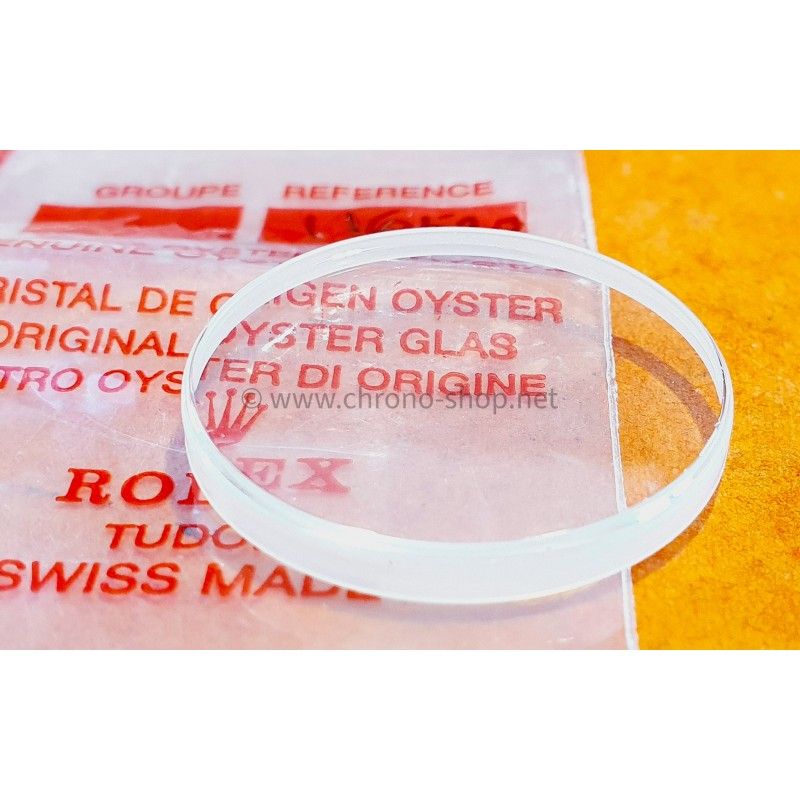 GROUPE REFERENCE
RISTAL DE ORIGEN OYSTER
ORIGINAL OYSTER GLAS
TRO OYSTER DI ORIGINE
© www.chrono-shop.net
ROLEX
TUDOR
SWISS MADE